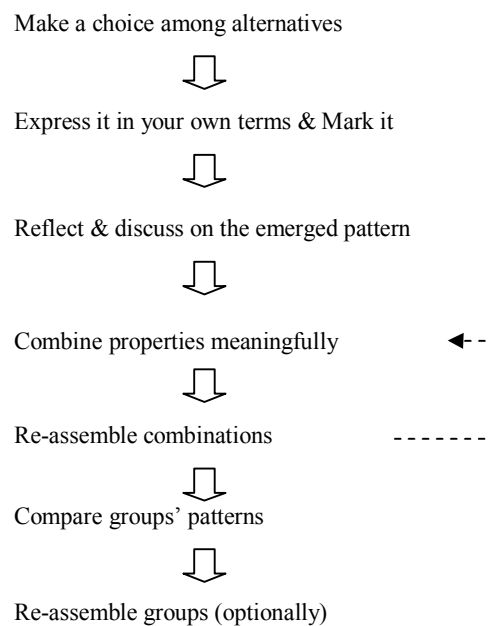 Make a choice among alternatives
Express it in your own terms & Mark it
Reflect & discuss on the emerged pattern
Combine properties meaningfully
Re-assemble combinations
Compare groups’ patterns
Re-assemble groups (optionally)